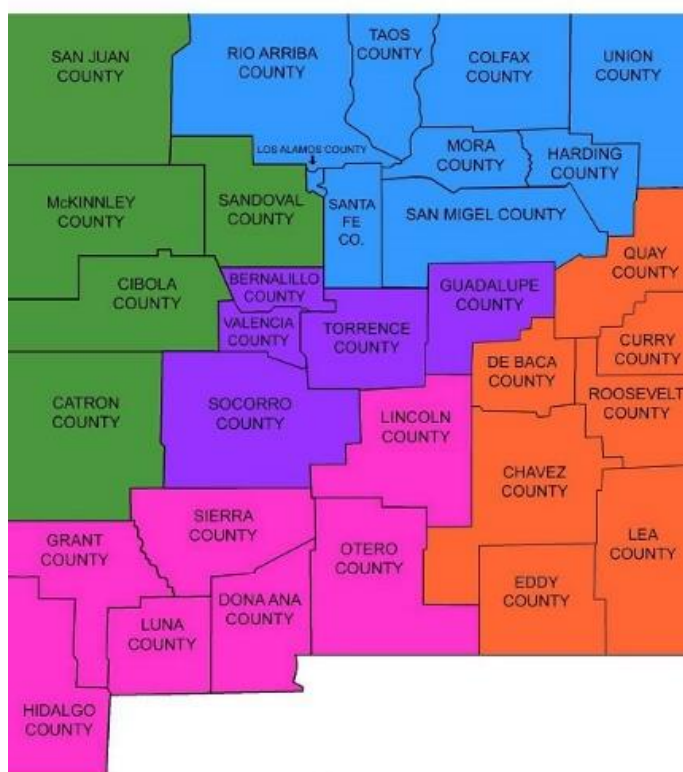 SAN JUAN
COUNTY
RIO ARRIBA
COUNTY
TAOS
COUNTY
COLFAX
COUNTY
UNION
COUNTY
LOS ALAMOS COUNTY
MORA
COUNTY
HARDING
COUNTY
McKINNLEY
COUNTY
SANDOVAL
COUNTY
SANTA
FE
CO.
SAN MIGEL COUNTY
QUAY
COUNTY
CIBOLA
COUNTY
BERNALILLO
COUNTY
GUADALUPE
COUNTY
VALENCIA
COUNTY
TORRENCE
COUNTY
CURRY
COUNTY
DE BACA
COUNTY
ROOSEVELT
COUNTY
CATRON
COUNTY
SOCORRO
COUNTY
LINCOLN
COUNTY
CHAVEZ
COUNTY
SIERRA
COUNTY
GRANT
COUNTY
OTERO
COUNTY
LEA
COUNTY
EDDY
COUNTY
DONA ANA
COUNTY
LUNA
COUNTY
HIDALGO
COUNTY